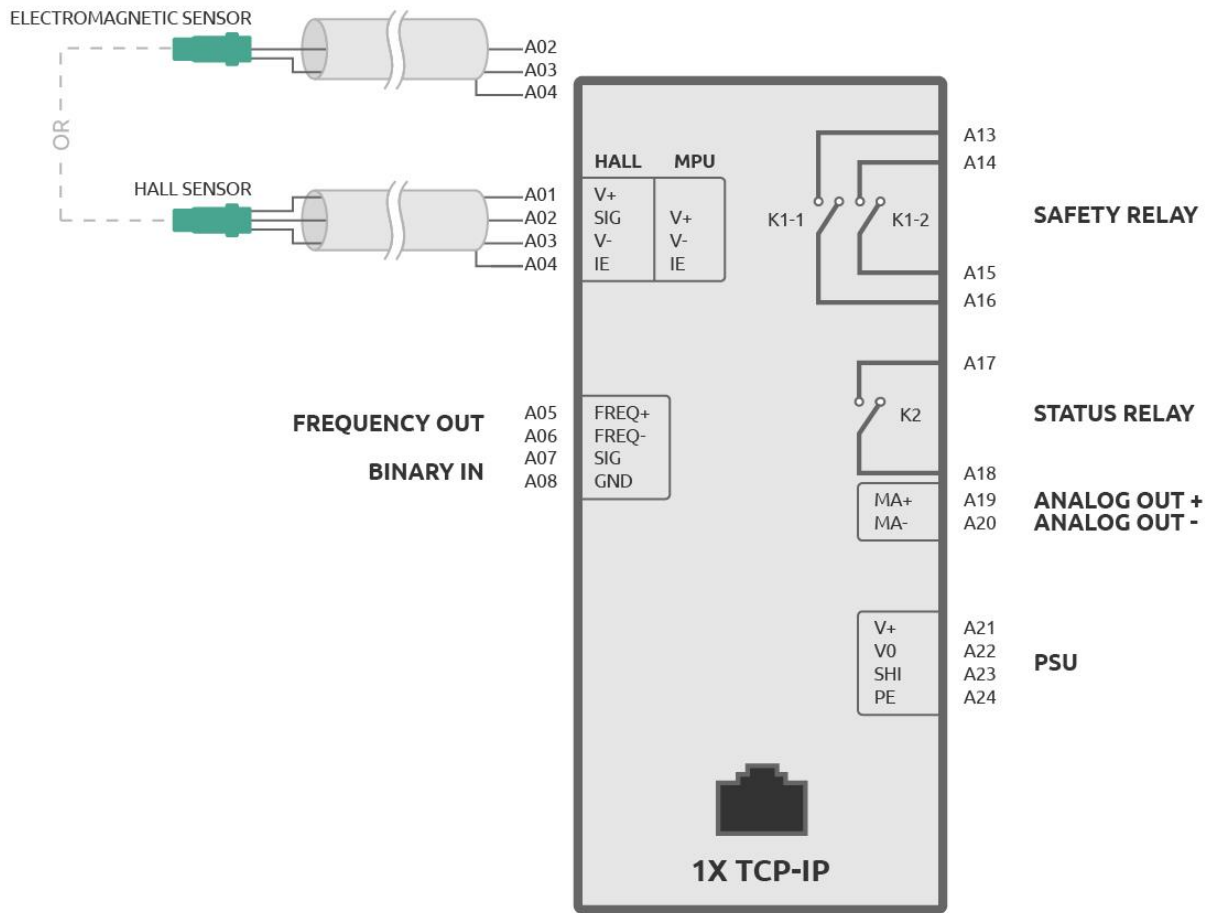 ELECTROMAGNETIC SENSOR
A02
A03
A04
OR
HALL SENSOR
A01
A02
A03
A04
HALL MPU
V+
SIG V+
V- V-
IE IE
K1-1 K1-2
A13
A14
SAFETY RELAY
A15
A16
A17
K2
STATUS RELAY
A18
FREQUENCY OUT
BINARY IN
A05 FREQ+
A06 FREQ-
A07 SIG
A08 GND
MA+ A19 ANALOG OUT +
MA- A20 ANALOG OUT -
V+ A21
V0 A22
SHI A23
PE A24
PSU
1X TCP-IP